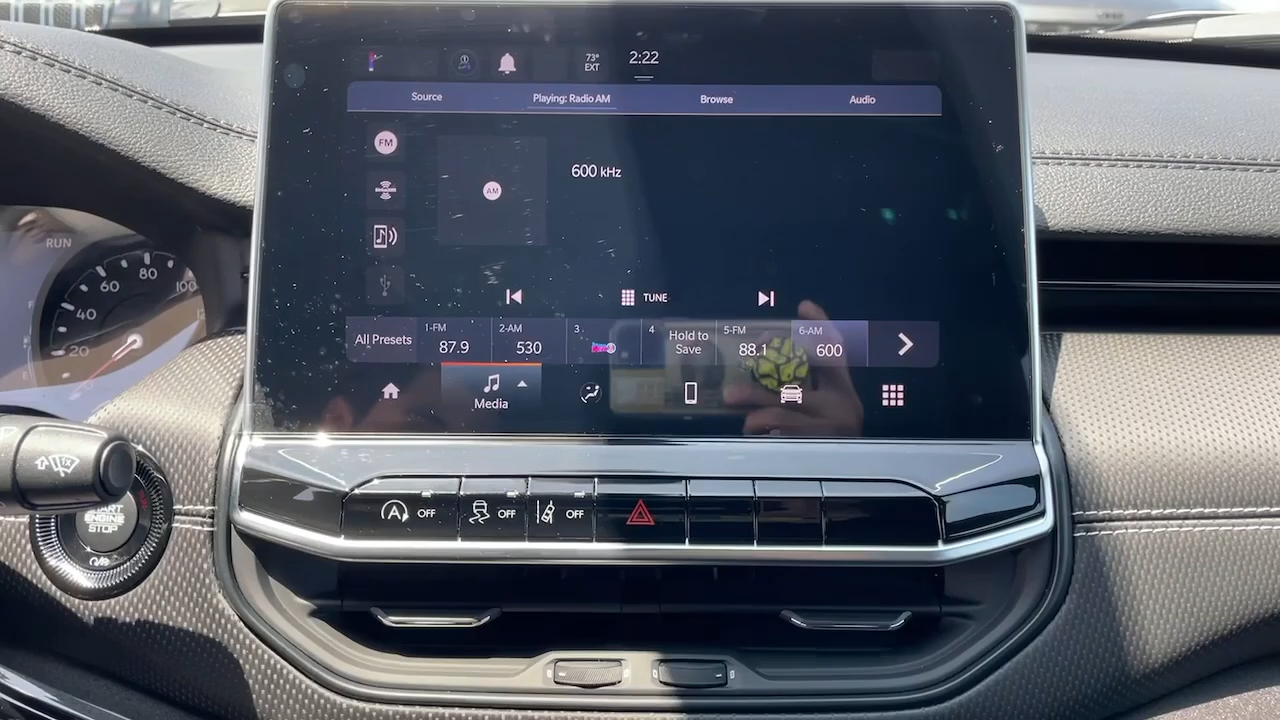 73°
EXT
2:22
Source
Playing: Radio AM
Browse
Audio
FM
AM
600 kHz
TUNE
All Presets
1-FM
87.9
2-AM
530
3
4
Hold to
Save
5-FM
88.1
6-AM
600
Media
RUN
20
40
60
80
100
1x
START
ENGINE
STOP
A OFF
OFF
OFF